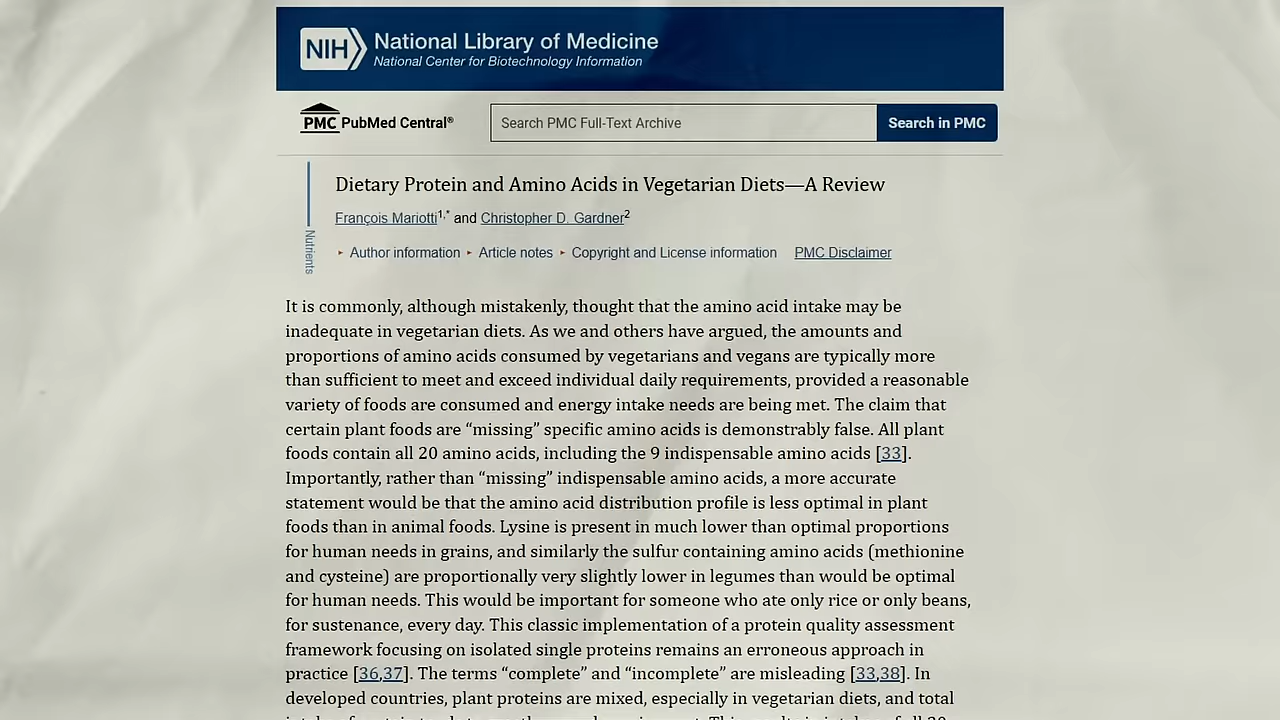 NIH National Library of Medicine
National Center for Biotechnology Information
PMC PubMed Central®
Search PMC Full-Text Archive
Search in PMC
Nutrients
Dietary Protein and Amino Acids in Vegetarian Diets—A Review
François Mariotti1,* and Christopher D. Gardner2
▸ Author information ▸ Article notes ▸ Copyright and License information PMC Disclaimer
It is commonly, although mistakenly, thought that the amino acid intake may be
inadequate in vegetarian diets. As we and others have argued, the amounts and
proportions of amino acids consumed by vegetarians and vegans are typically more
than sufficient to meet and exceed individual daily requirements, provided a reasonable
variety of foods are consumed and energy intake needs are being met. The claim that
certain plant foods are “missing” specific amino acids is demonstrably false. All plant
foods contain all 20 amino acids, including the 9 indispensable amino acids [33].
Importantly, rather than “missing” indispensable amino acids, a more accurate
statement would be that the amino acid distribution profile is less optimal in plant
foods than in animal foods. Lysine is present in much lower than optimal proportions
for human needs in grains, and similarly the sulfur containing amino acids (methionine
and cysteine) are proportionally very slightly lower in legumes than would be optimal
for human needs. This would be important for someone who ate only rice or only beans,
for sustenance, every day. This classic implementation of a protein quality assessment
framework focusing on isolated single proteins remains an erroneous approach in
practice [36,37]. The terms “complete” and “incomplete” are misleading [33,38]. In
developed countries, plant proteins are mixed, especially in vegetarian diets, and total